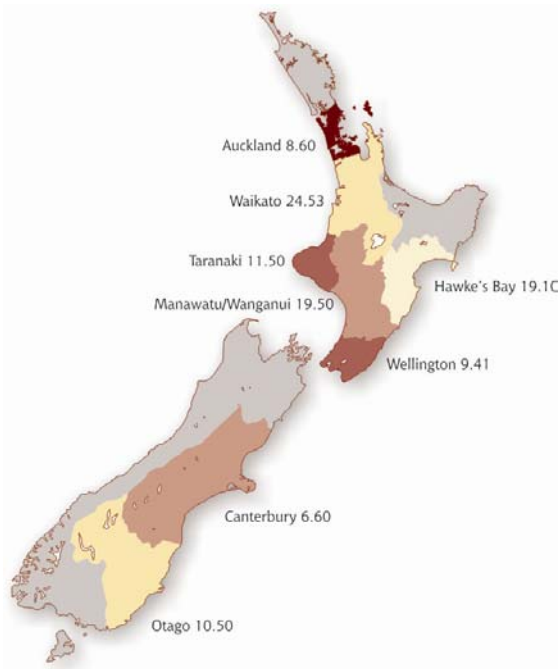 Auckland 8.60
Waikato 24.53
Taranaki 11.50
Hawke's Bay 19.10
Manawatu/Wanganui 19.50
Wellington 9.41
Canterbury 6.60
Otago 10.50